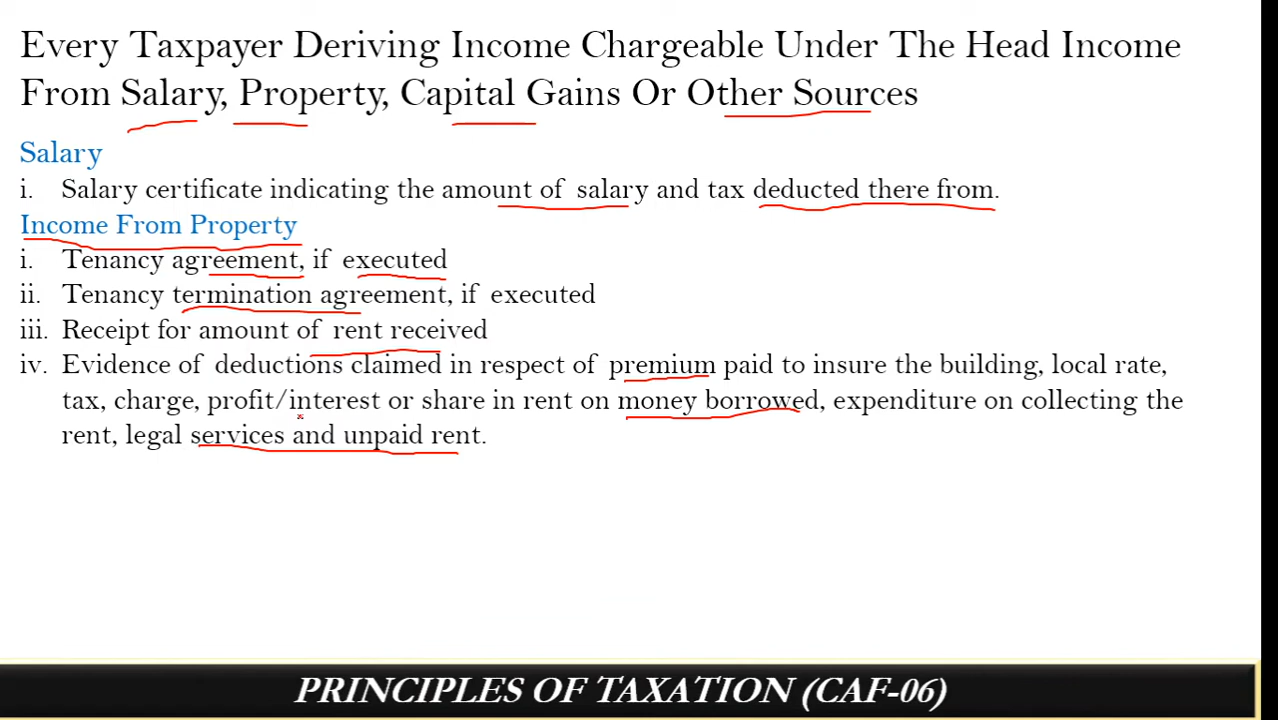 Every Taxpayer Deriving Income Chargeable Under The Head Income
From Salary, Property, Capital Gains Or Other Sources
Salary
i. Salary certificate indicating the amount of salary and tax deducted there from.
Income From Property
i. Tenancy agreement, if executed
ii. Tenancy termination agreement, if executed
iii. Receipt for amount of rent received
iv. Evidence of deductions claimed in respect of premium paid to insure the building, local rate,
tax, charge, profit/interest or share in rent on money borrowed, expenditure on collecting the
rent, legal services and unpaid rent.
PRINCIPLES OF TAXATION (CAF-06)